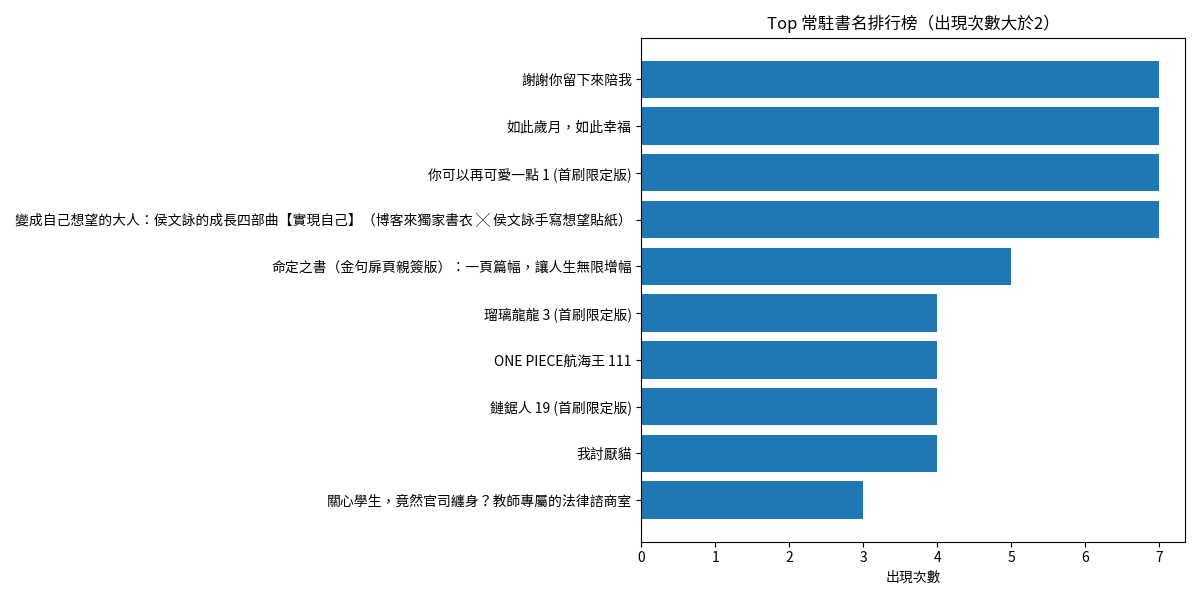 Top 常駐書名排行榜（出現次數大於2）
謝謝你留下來陪我
如此歲月，如此幸福
你可以再可愛一點 1 (首刷限定版)
變成自己想望的大人：侯文詠的成長四部曲【實現自己】（博客來獨家書衣 ╳ 侯文詠手寫想望貼紙）
命定之書（金句扉頁親簽版）：一頁篇幅，讓人生無限增幅
瑠璃龍龍 3 (首刷限定版)
ONE PIECE航海王 111
鏈鋸人 19 (首刷限定版)
我討厭貓
關心學生，竟然官司纏身？教師專屬的法律諮商室
0 1 2 3 4 5 6 7
出現次數